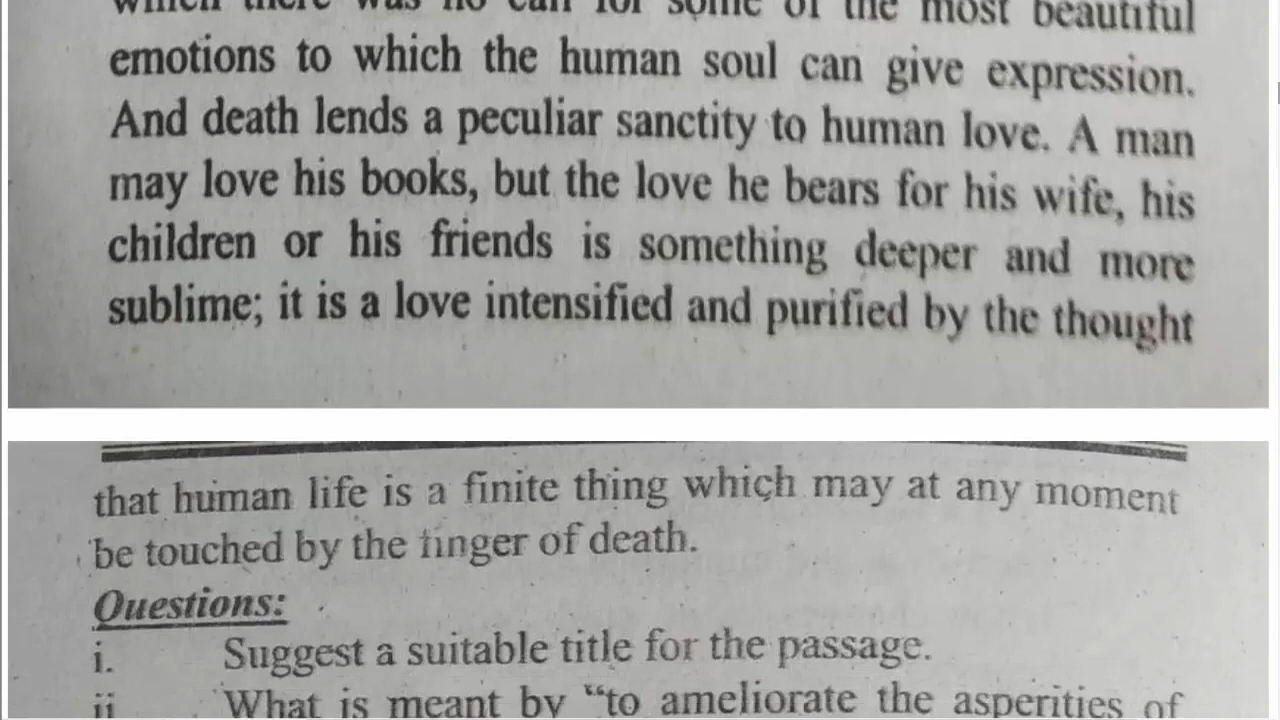 which there was no call for some of the most beautiful
emotions to which the human soul can give expression.
And death lends a peculiar sanctity to human love. A man
may love his books, but the love he bears for his wife, his
children or his friends is something deeper and more
sublime; it is a love intensified and purified by the thought
that human life is a finite thing which may at any moment
be touched by the finger of death.
Questions:
i. Suggest a suitable title for the passage.
ii What is meant by "to ameliorate the asperities of